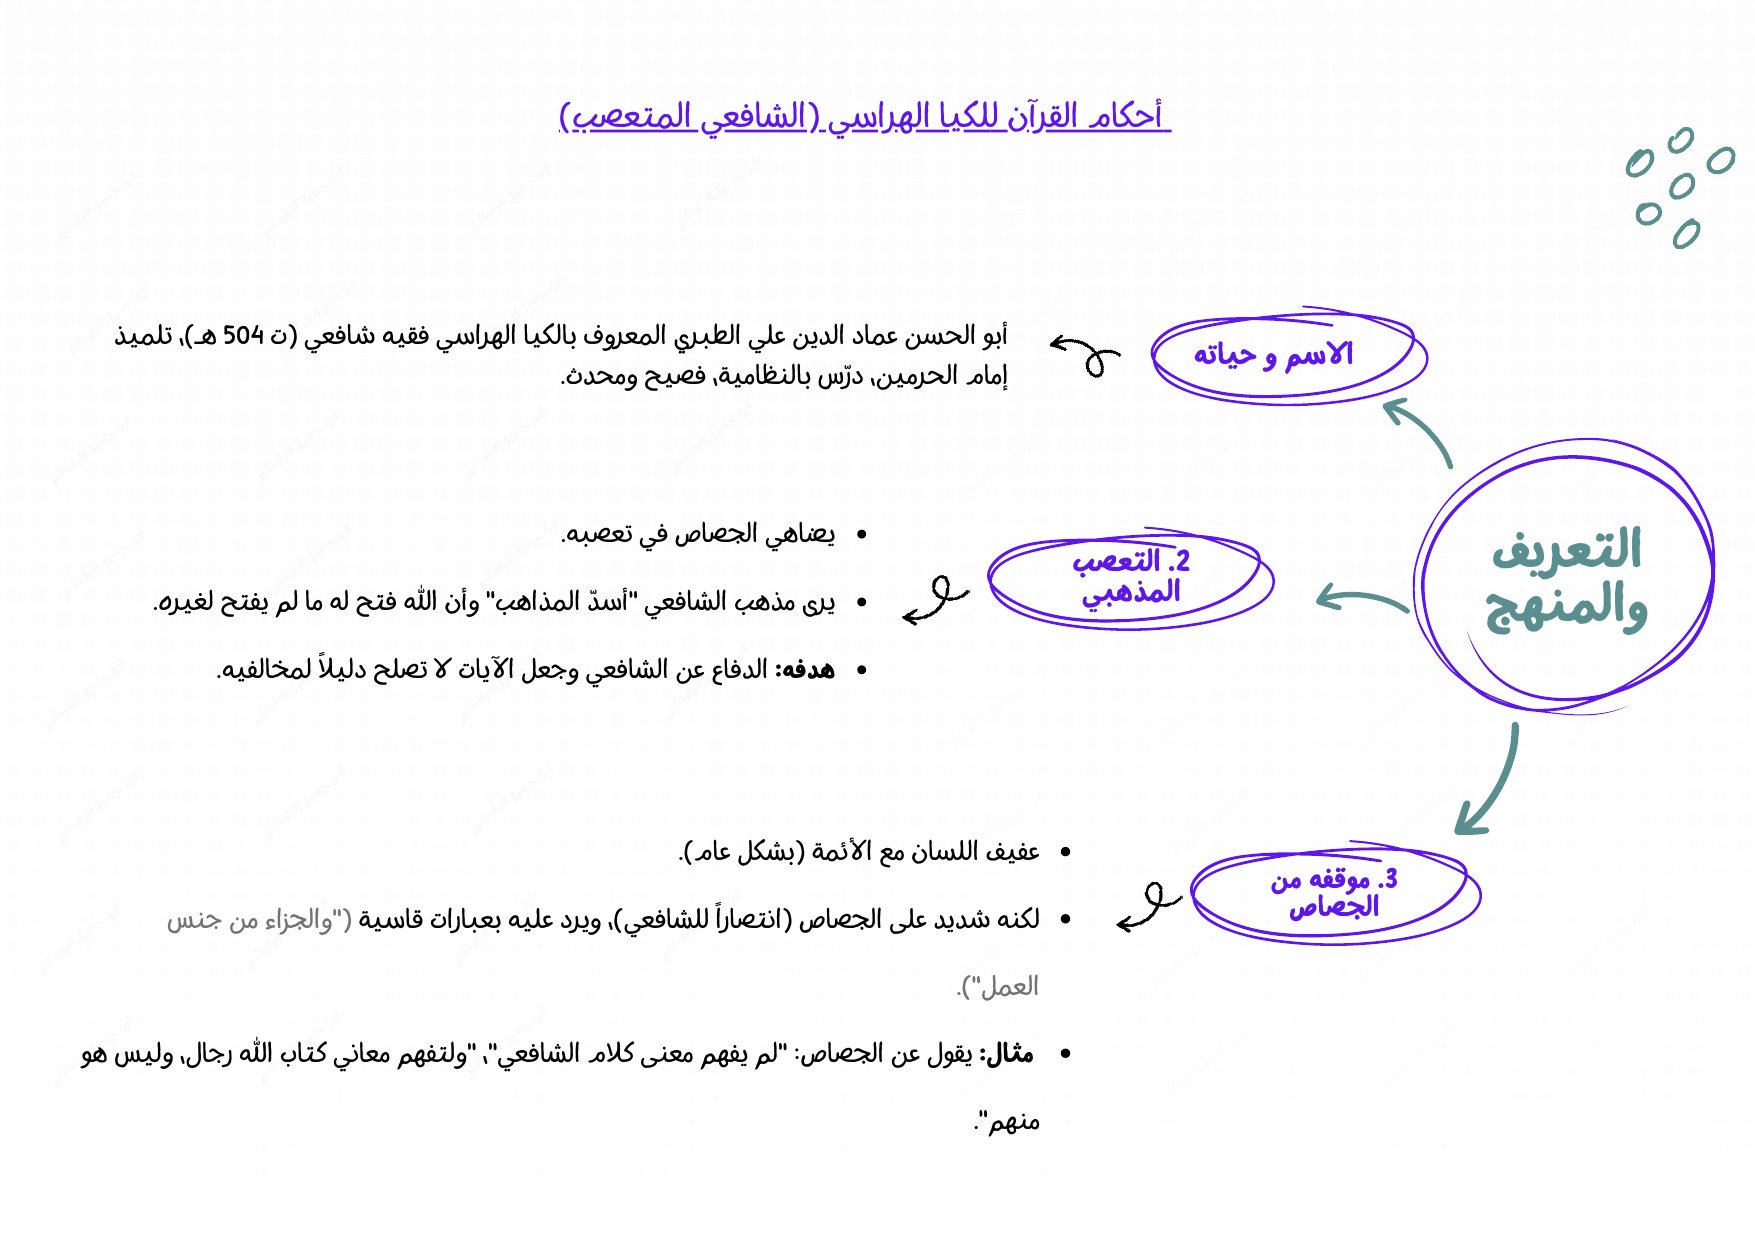 أحكام القرآن للكيا الهراسي (الشافعي المتعصب)
التعريف
والمنهج
الاسم و حياته
أبو الحسن عماد الدين علي الطبري المعروف بالكيا الهراسي فقيه شافعي (ت 504 هـ)، تلميذ
إمام الحرمين، درّس بالنظامية، فصيح ومحدث.
2. التعصب
المذهبي
• يضاهي الجصاص في تعصبه.
• يرى مذهب الشافعي "أسدّ المذاهب" وأن الله فتح له ما لم يفتح لغيره.
• هدفه: الدفاع عن الشافعي وجعل الآيات لا تصلح دليلاً لمخالفيه.
3. موقفه من
الجصاص
• عفيف اللسان مع الأئمة (بشكل عام).
• لكنه شديد على الجصاص (انتصاراً للشافعي)، ويرد عليه بعبارات قاسية ("والجزاء من جنس
العمل").
• مثال: يقول عن الجصاص: "لم يفهم معنى كلام الشافعي"، "ولتفهم معاني كتاب الله رجال، وليس هو
منهم".